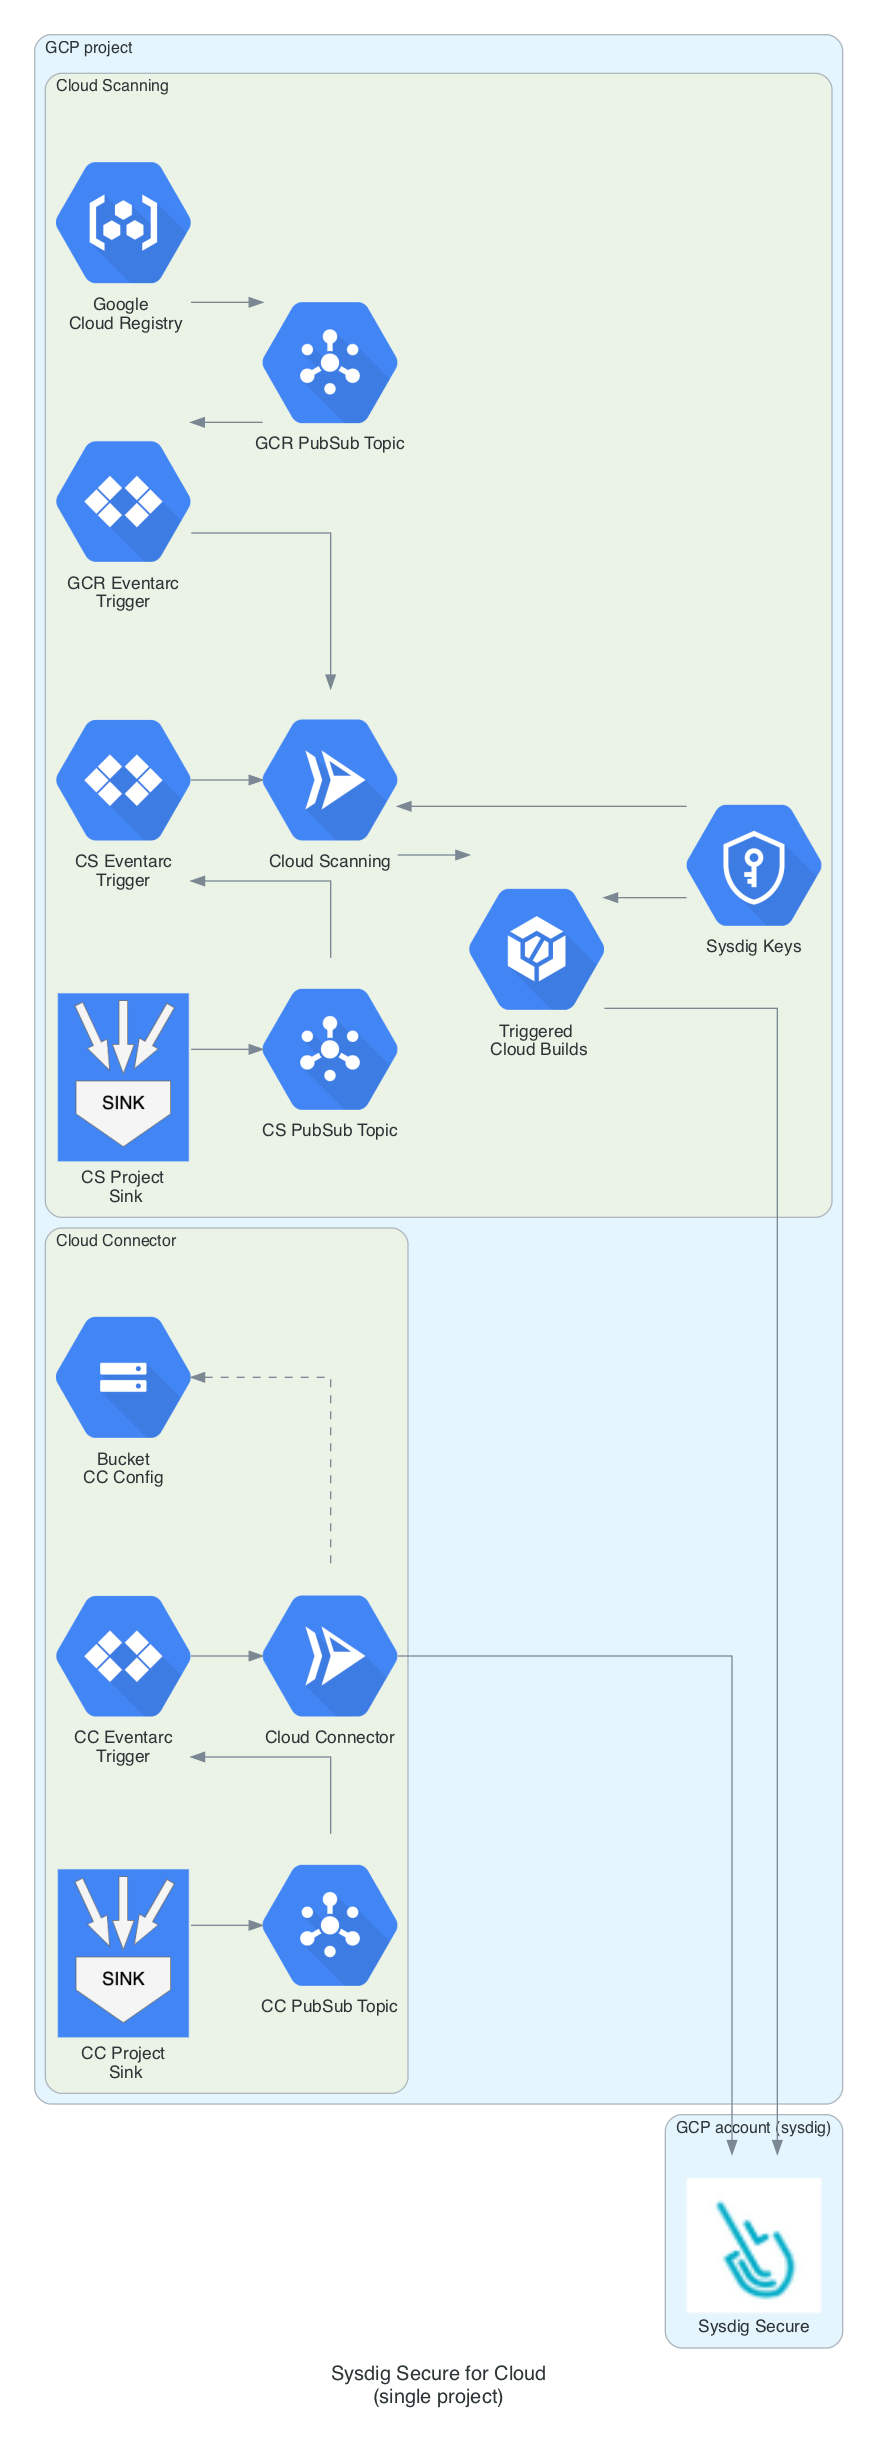 GCP project
Cloud Scanning
Google
Cloud Registry
GCR PubSub Topic
GCR Eventarc
Trigger
CS Eventarc
Trigger
Cloud Scanning
Sysdig Keys
Triggered
Cloud Builds
SINK
CS PubSub Topic
CS Project
Sink
Cloud Connector
Bucket
CC Config
CC Eventarc
Trigger
Cloud Connector
SINK
CC PubSub Topic
CC Project
Sink
GCP account (sysdig)
Sysdig Secure
Sysdig Secure for Cloud
(single project)